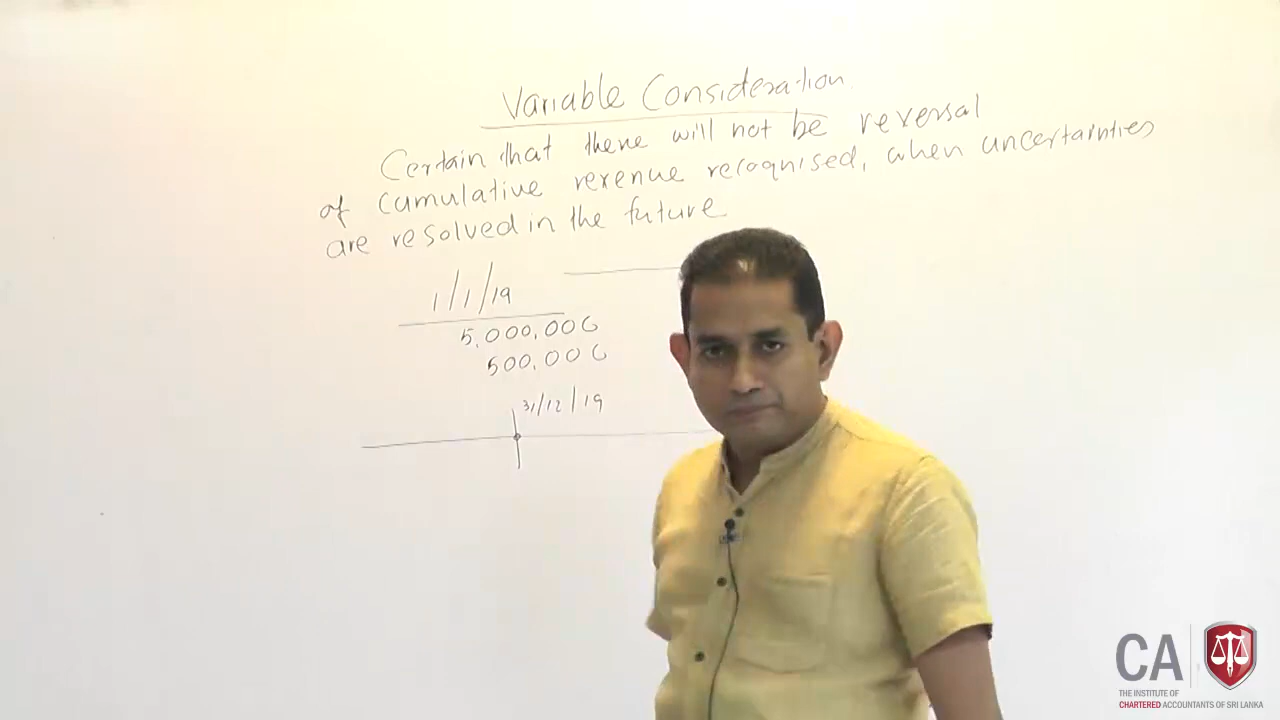 Variable Consideration
Certain that there will not be reversal
of cumulative revenue recognised, when uncertainties
are resolved in the future
1/1/19
5,000,000
500,000
31/12/19
CA
THE INSTITUTE OF
CHARTERED ACCOUNTANTS OF SRI LANKA